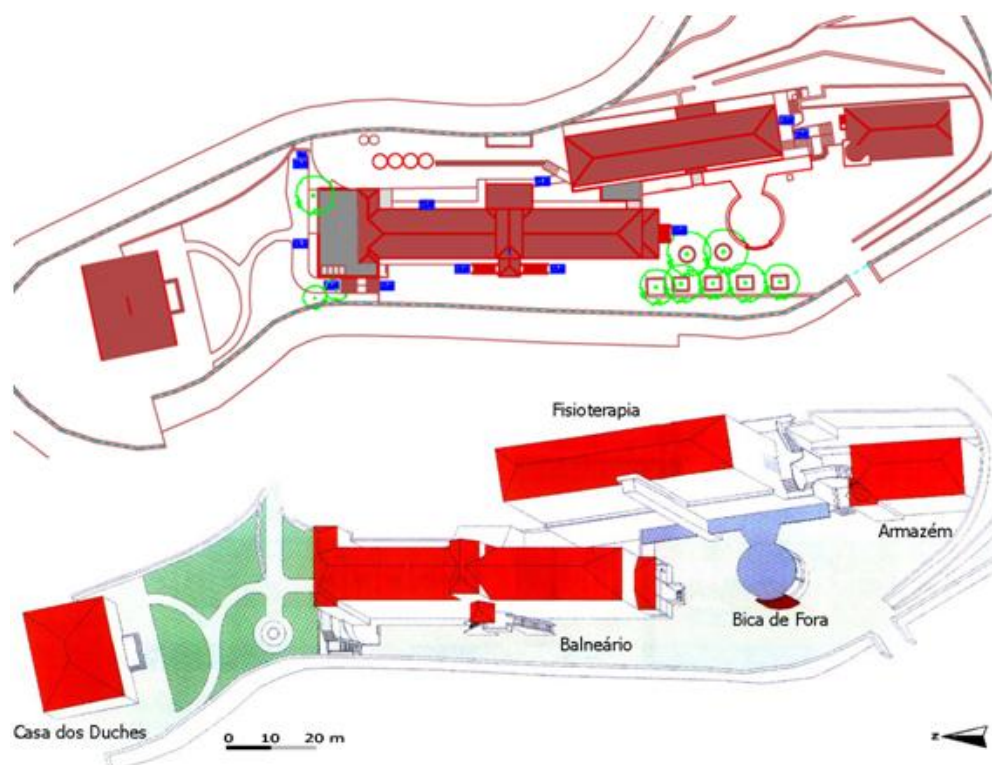 Fisioterapia
Armazém
Bica de Fora
Balneário
Casa dos Duches
0 10 20 m
z